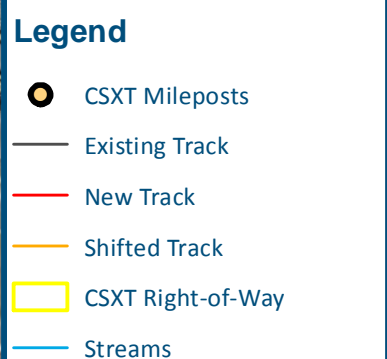 Legend
CSXT Mileposts
Existing Track
New Track
Shifted Track
CSXT Right-of-Way
Streams